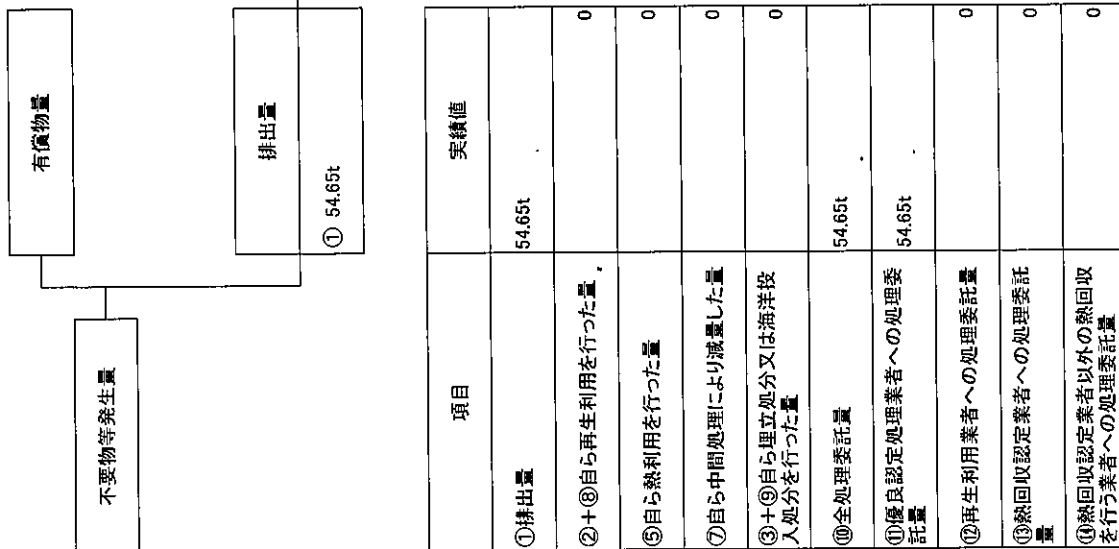 不要物等発生量
有償物量
排出量
① 54.65t
項目
実績値
①排出量
54.65t
②+⑧自ら再生利用を行った量
0
⑤自ら熱利用を行った量
0
⑦自ら中間処理により減量した量
0
③+⑨自ら埋立処分又は海洋投
入処分を行った量
0
⑩全処理委託量
54.65t
⑪優良認定処理業者への処理委
託量
54.65t
⑫再生利用業者への処理委託量
0
⑬熱回収認定業者への処理委託
量
0
⑭熱回収認定業者以外の熱回収
を行う業者への処理委託量
0